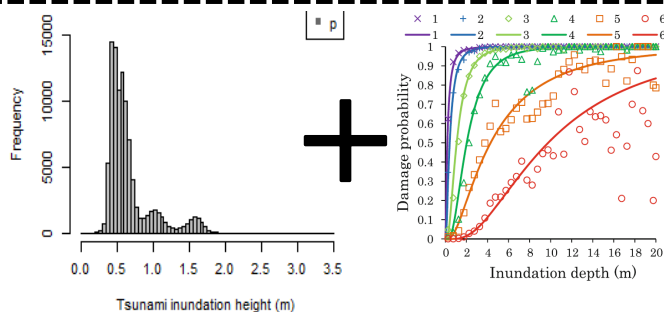 p
15000
10000
5000
0
Frequency
0.0 0.5 1.0 1.5 2.0 2.5 3.0 3.5
Tsunami inundation height (m)
1 2 3 4 5 6
1 2 3 4 5 6
1
0.9
0.8
0.7
0.6
0.5
0.4
0.3
0.2
0.1
0
Damage probability
0 2 4 6 8 10 12 14 16 18 20
Inundation depth (m)